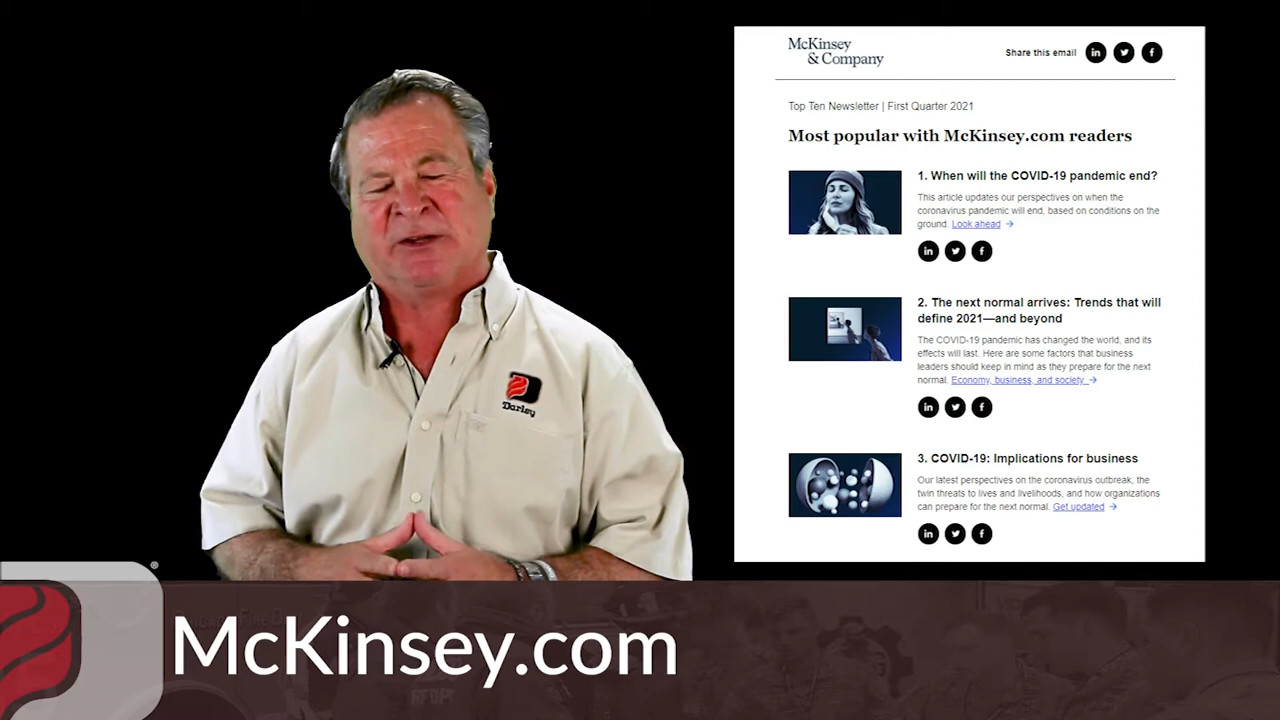 McKinsey
& Company
Share this email
Top Ten Newsletter | First Quarter 2021
Most popular with McKinsey.com readers
1. When will the COVID-19 pandemic end?
This article updates our perspectives on when the
coronavirus pandemic will end, based on conditions on the
ground. Look ahead →
2. The next normal arrives: Trends that will
define 2021—and beyond
The COVID-19 pandemic has changed the world, and its
effects will last. Here are some factors that business
leaders should keep in mind as they prepare for the next
normal. Economy, business, and society →
3. COVID-19: Implications for business
Our latest perspectives on the coronavirus outbreak, the
twin threats to lives and livelihoods, and how organizations
can prepare for the next normal. Get updated →
Darley
McKinsey.com